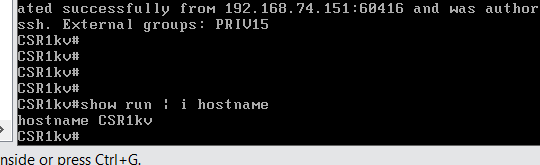 ated successfully from 192.168.74.151:60416 and was author
ssh. External groups: PRIV15
CSR1kv#
CSR1kv#
CSR1kv#
CSR1kv#
CSR1kv#show run | i hostname
hostname CSR1kv
CSR1kv#
nside or press Ctrl+G.